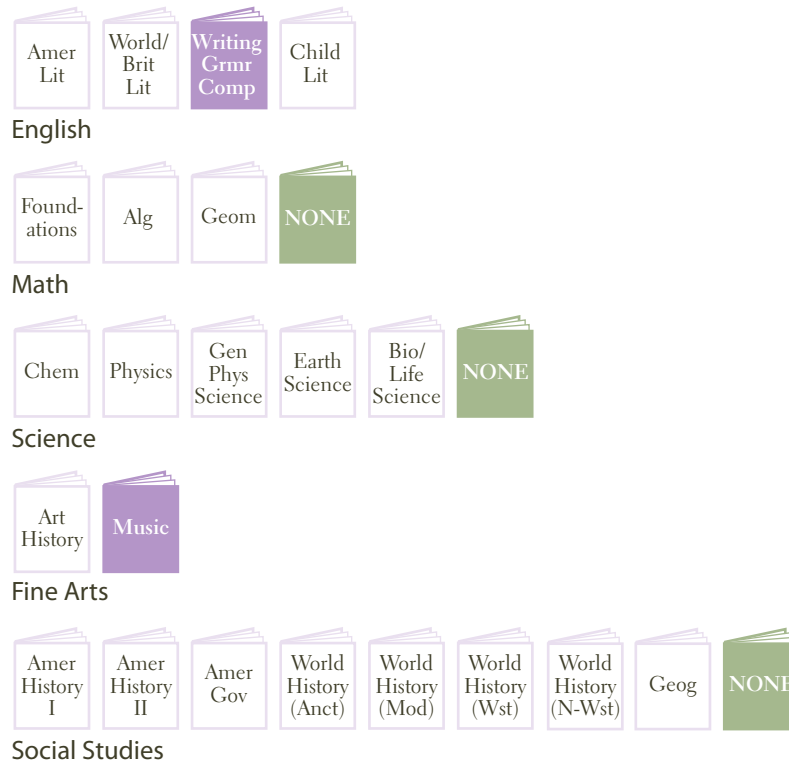 Amer
Lit
World/
Brit
Lit
Writing
Grmr
Comp
Child
Lit
English
Found-
ations
Alg
Geom
NONE
Math
Chem
Physics
Gen
Phys
Science
Earth
Science
Bio/
Life
Science
NONE
Science
Art
History
Music
Fine Arts
Amer
History
I
Amer
History
II
Amer
Gov
World
History
(Anct)
World
History
(Mod)
World
History
(Wst)
World
History
(N-Wst)
Geog
NONE
Social Studies